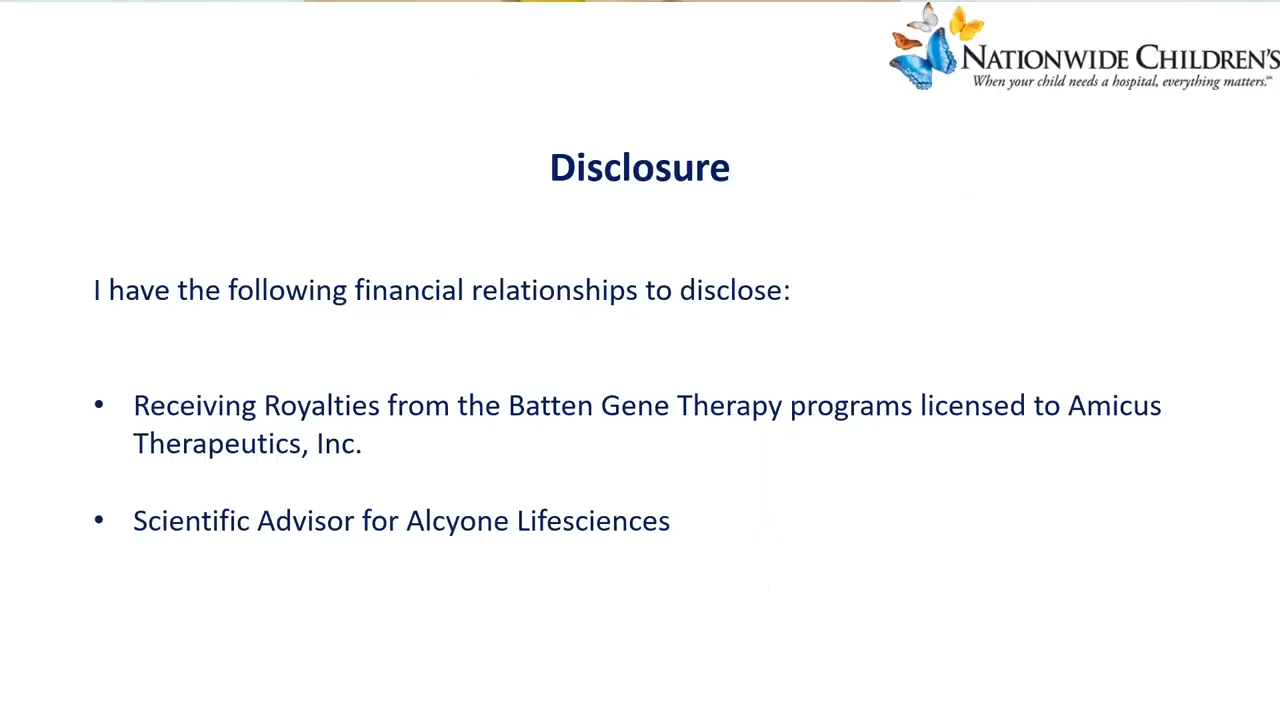 NATIONWIDE CHILDREN'S
When your child needs a hospital, everything matters.℠
Disclosure
I have the following financial relationships to disclose:
• Receiving Royalties from the Batten Gene Therapy programs licensed to Amicus
Therapeutics, Inc.
• Scientific Advisor for Alcyone Lifesciences